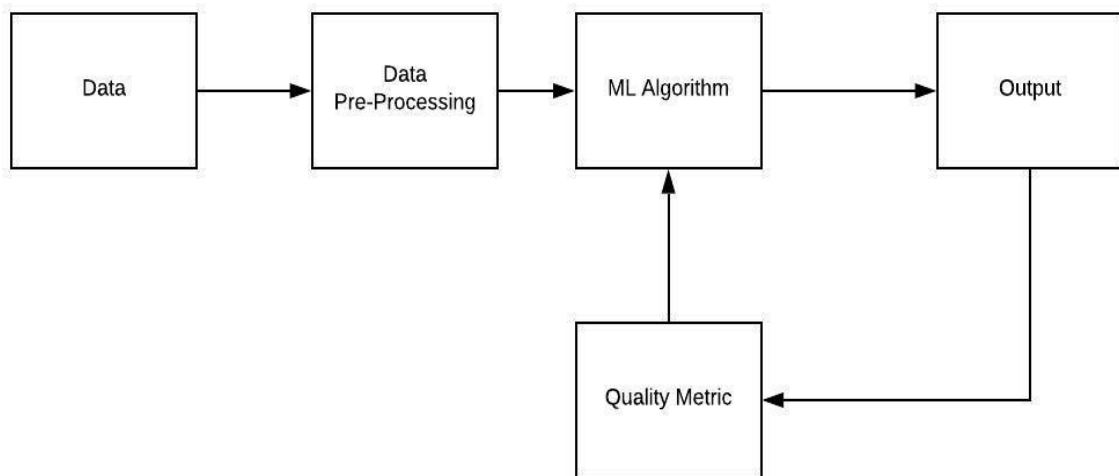 Data
Data
Pre-Processing
ML Algorithm
Output
Quality Metric